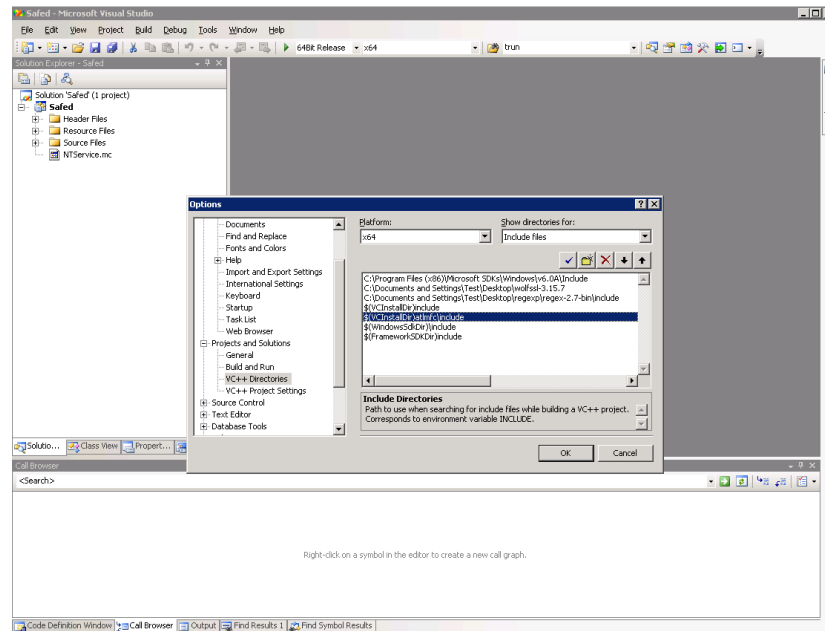 Safed - Microsoft Visual Studio
File Edit View Project Build Debug Tools Window Help
64Bit Release x64 trun
Solution Explorer - Safed
Solution 'Safed' (1 project)
Safed
Header Files
Resource Files
Source Files
NTService.mc
Options
Documents
Find and Replace
Fonts and Colors
Help
Import and Export Settings
International Settings
Keyboard
Startup
Task List
Web Browser
Projects and Solutions
General
Build and Run
VC++ Directories
VC++ Project Settings
Source Control
Text Editor
Database Tools
Platform: Show directories for:
x64 Include files
C:\Program Files (x86)\Microsoft SDKs\Windows\v6.0A\Include
C:\Documents and Settings\Test\Desktop\wolfssl-3.15.7
C:\Documents and Settings\Test\Desktop\regexp\regex-2.7-bin\include
$(VCInstallDir)include
$(VCInstallDir)atlmfc\include
$(WindowsSdkDir)\include
$(FrameworkSDKDir)include
Include Directories
Path to use when searching for include files while building a VC++ project.
Corresponds to environment variable INCLUDE.
OK Cancel
Solutio... Class View Propert...
Call Browser
<Search>
Right-click on a symbol in the editor to create a new call graph.
Code Definition Window Call Browser Output Find Results 1 Find Symbol Results